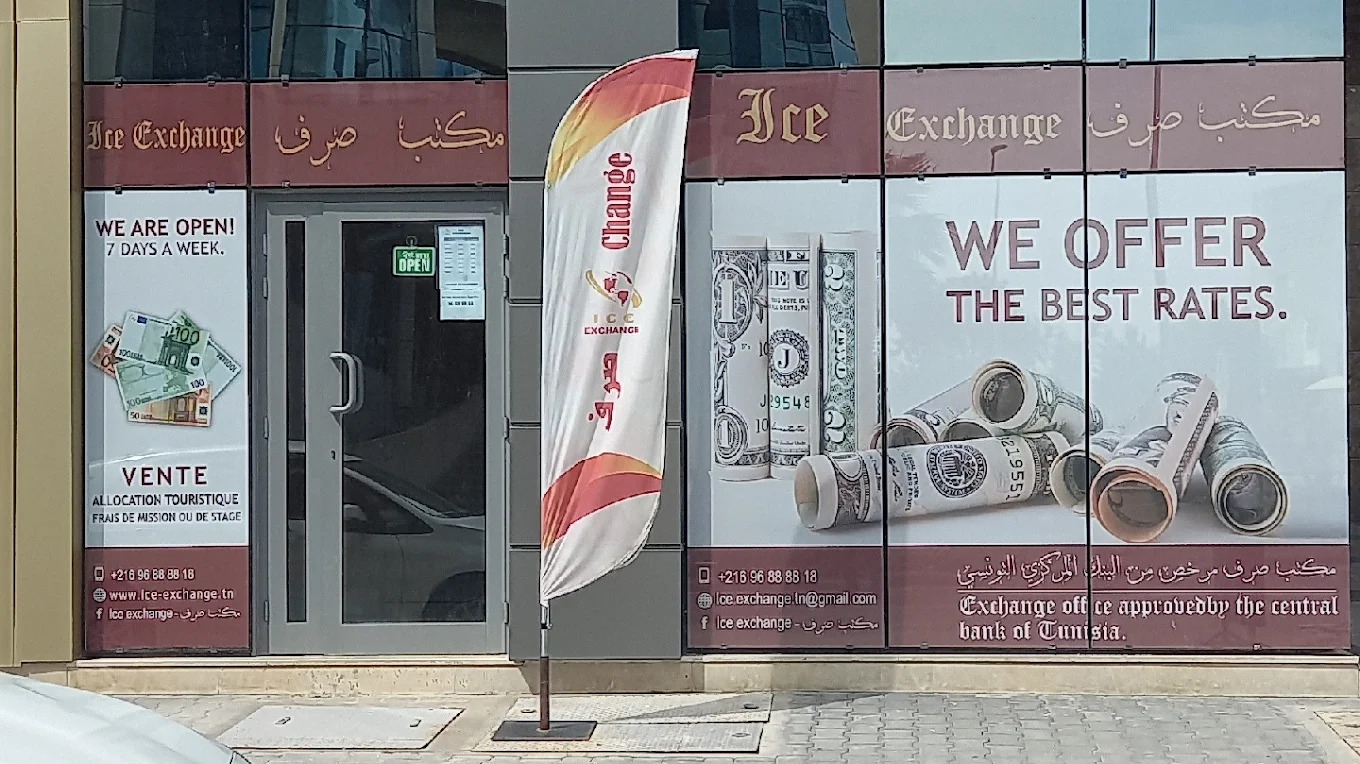 Ice Exchange
مكتب صرف
Ice Exchange مكتب صرف
WE ARE OPEN!
7 DAYS A WEEK.
OPEN
VENTE
ALLOCATION TOURISTIQUE
FRAIS DE MISSION OU DE STAGE
+216 96 88 88 18
www.ice-exchange.tn
Ice exchange - مكتب صرف
Change
ICE
EXCHANGE
صرف
WE OFFER
THE BEST RATES.
+216 96 88 88 18
Ice.exchange.tn@gmail.com
Ice exchange - مكتب صرف
مكتب صرف مرخص من البنك المركزي التونسي
Exchange office approvedby the central
bank of Tunisia.